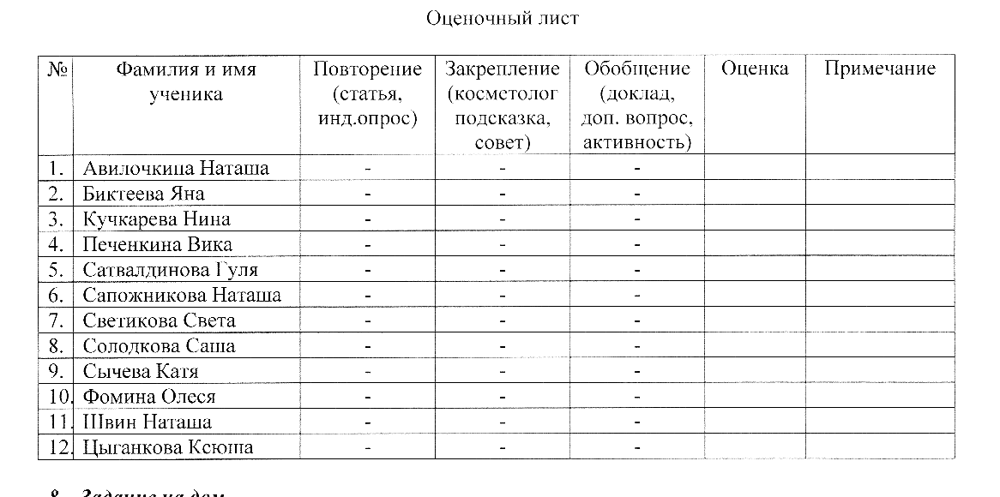 Оценочный лист
№ Фамилия и имя ученика Повторение (статья, инд.опрос) Закрепление (косметолог подсказка, совет) Обобщение (доклад, доп. вопрос, активность) Оценка Примечание
1. Авилочкина Наташа - - -
2. Биктеева Яна - - -
3. Кучкарева Нина - - -
4. Печенкина Вика - - -
5. Сатвалдинова Гуля - - -
6. Сапожникова Наташа - - -
7. Светикова Света - - -
8. Солодкова Саша - - -
9. Сычева Катя - - -
10. Фомина Олеся - - -
11. Швин Наташа - - -
12. Цыганкова Ксюша - - -
8. Задание на дом